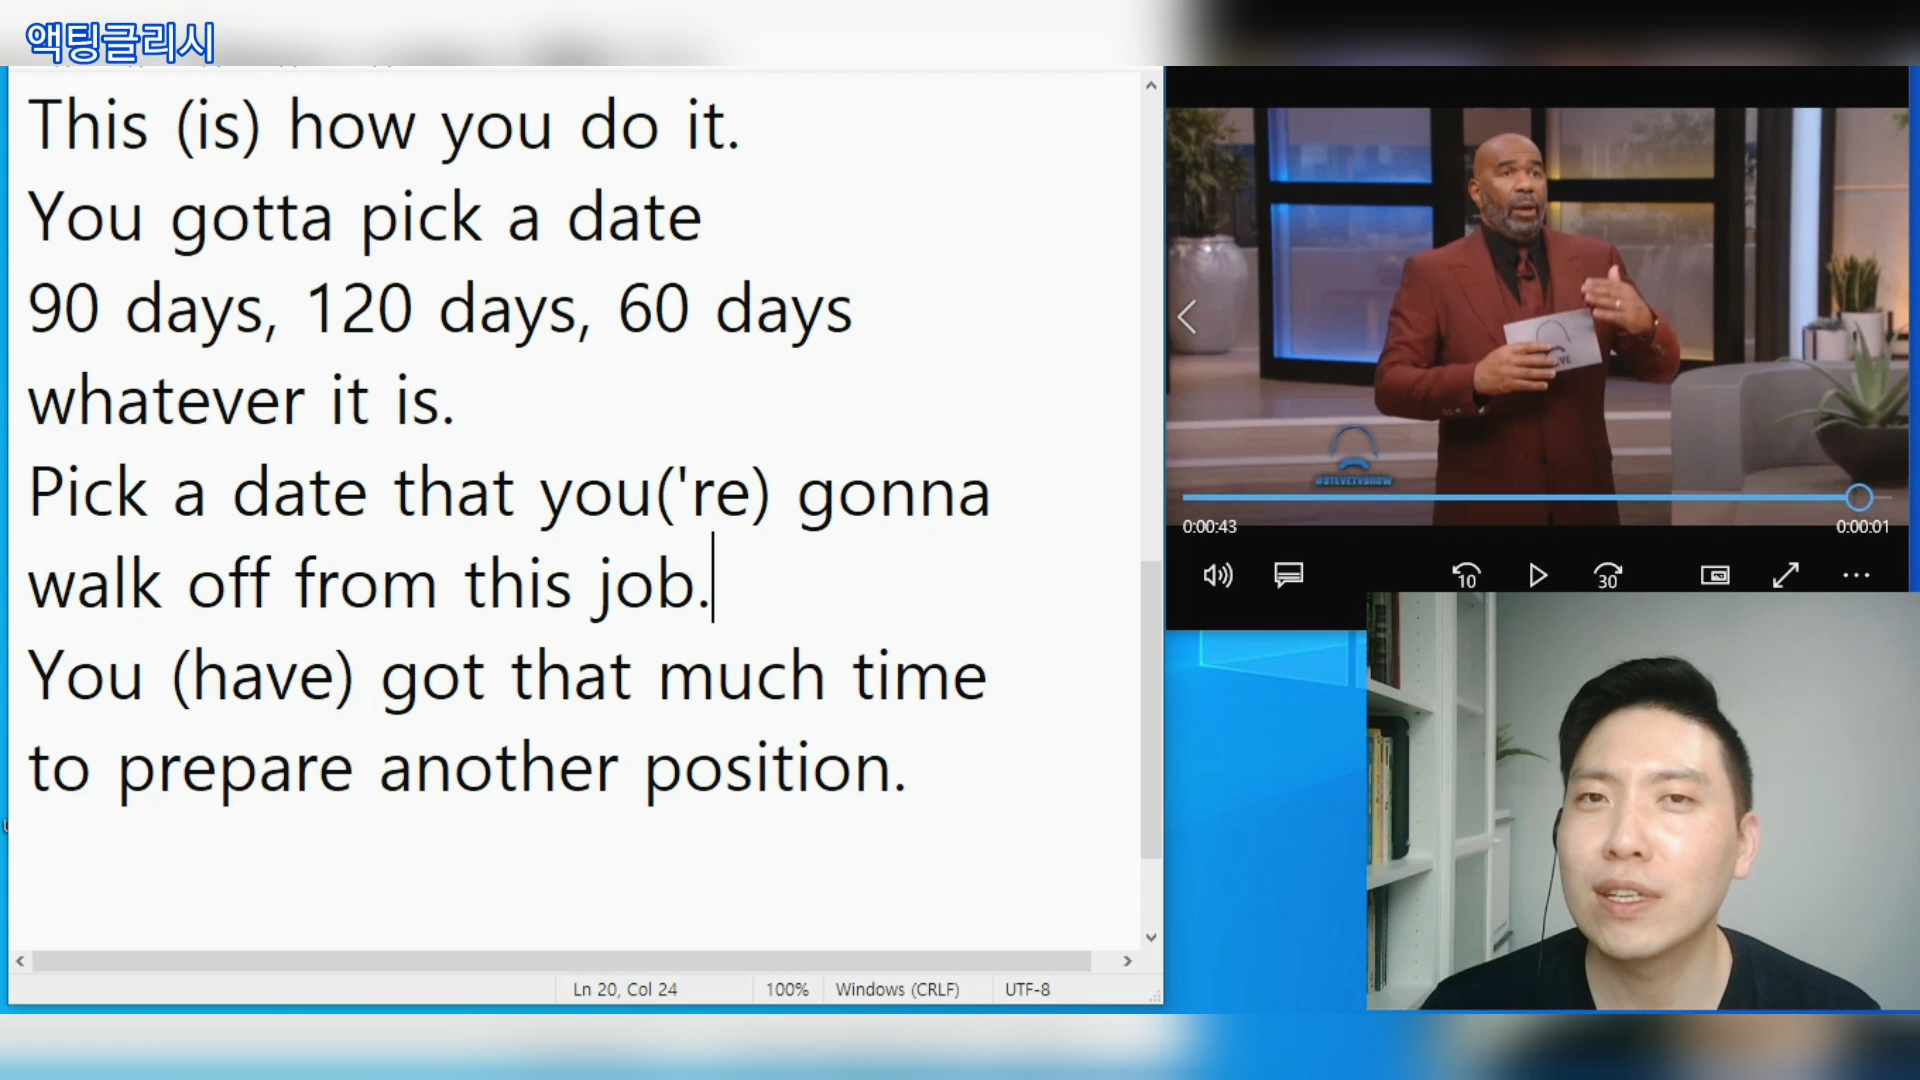 액팅글리시
This (is) how you do it.
You gotta pick a date
90 days, 120 days, 60 days
whatever it is.
Pick a date that you('re) gonna
walk off from this job.
You (have) got that much time
to prepare another position.
#STEVETVSHOW
0:00:43
0:00:01
10
30
Ln 20, Col 24
100%
Windows (CRLF)
UTF-8